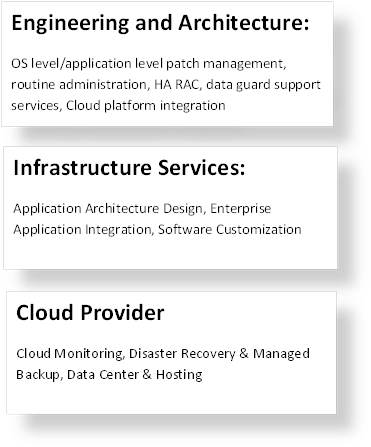 Engineering and Architecture:
OS level/application level patch management,
routine administration, HA RAC, data guard support
services, Cloud platform integration
Infrastructure Services:
Application Architecture Design, Enterprise
Application Integration, Software Customization
Cloud Provider
Cloud Monitoring, Disaster Recovery & Managed
Backup, Data Center & Hosting